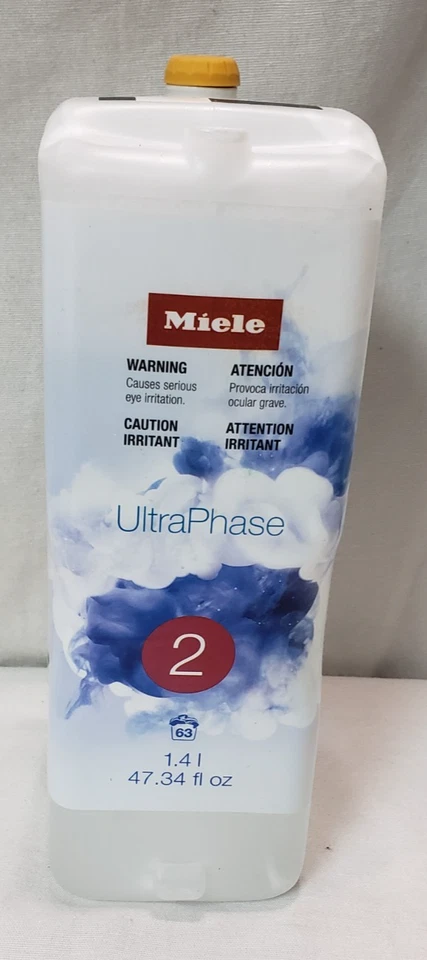 Miele
WARNING
Causes serious
eye irritation.
ATENCIÓN
Provoca irritación
ocular grave.
CAUTION
IRRITANT
ATTENTION
IRRITANT
UltraPhase
2
63
1.4 l
47.34 fl oz